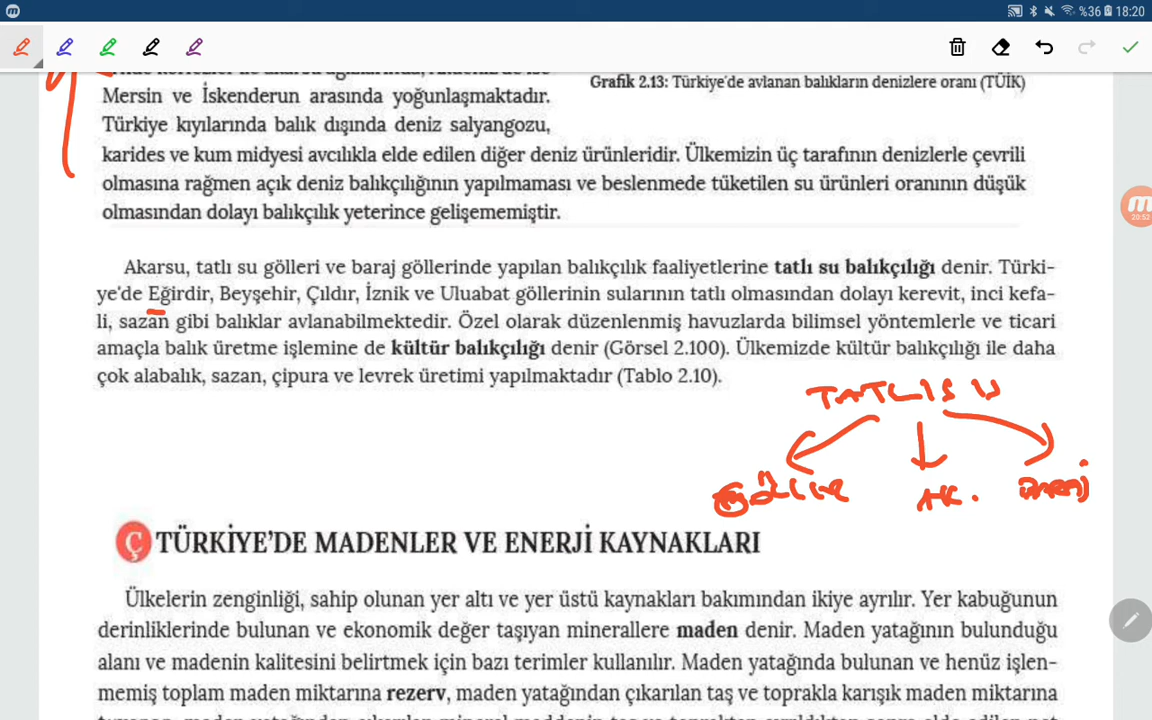 %36 18:20
Grafik 2.13: Türkiye'de avlanan balıkların denizlere oranı (TÜİK)
Mersin ve İskenderun arasında yoğunlaşmaktadır.
Türkiye kıyılarında balık dışında deniz salyangozu,
karides ve kum midyesi avcılıkla elde edilen diğer deniz ürünleridir. Ülkemizin üç tarafının denizlerle çevrili
olmasına rağmen açık deniz balıkçılığının yapılmaması ve beslenmede tüketilen su ürünleri oranının düşük
olmasından dolayı balıkçılık yeterince gelişememiştir.
Akarsu, tatlı su gölleri ve baraj göllerinde yapılan balıkçılık faaliyetlerine tatlı su balıkçılığı denir. Türki-
ye'de Eğirdir, Beyşehir, Çıldır, İznik ve Uluabat göllerinin sularının tatlı olmasından dolayı kerevit, inci kefa-
li, sazan gibi balıklar avlanabilmektedir. Özel olarak düzenlenmiş havuzlarda bilimsel yöntemlerle ve ticari
amaçla balık üretme işlemine de kültür balıkçılığı denir (Görsel 2.100). Ülkemizde kültür balıkçılığı ile daha
çok alabalık, sazan, çipura ve levrek üretimi yapılmaktadır (Tablo 2.10).
TATLISU
AK.
Ç TÜRKİYE'DE MADENLER VE ENERJİ KAYNAKLARI
Ülkelerin zenginliği, sahip olunan yer altı ve yer üstü kaynakları bakımından ikiye ayrılır. Yer kabuğunun
derinliklerinde bulunan ve ekonomik değer taşıyan minerallere maden denir. Maden yatağının bulunduğu
alanı ve madenin kalitesini belirtmek için bazı terimler kullanılır. Maden yatağında bulunan ve henüz işlen-
memiş toplam maden miktarına rezerv, maden yatağından çıkarılan taş ve toprakla karışık maden miktarına